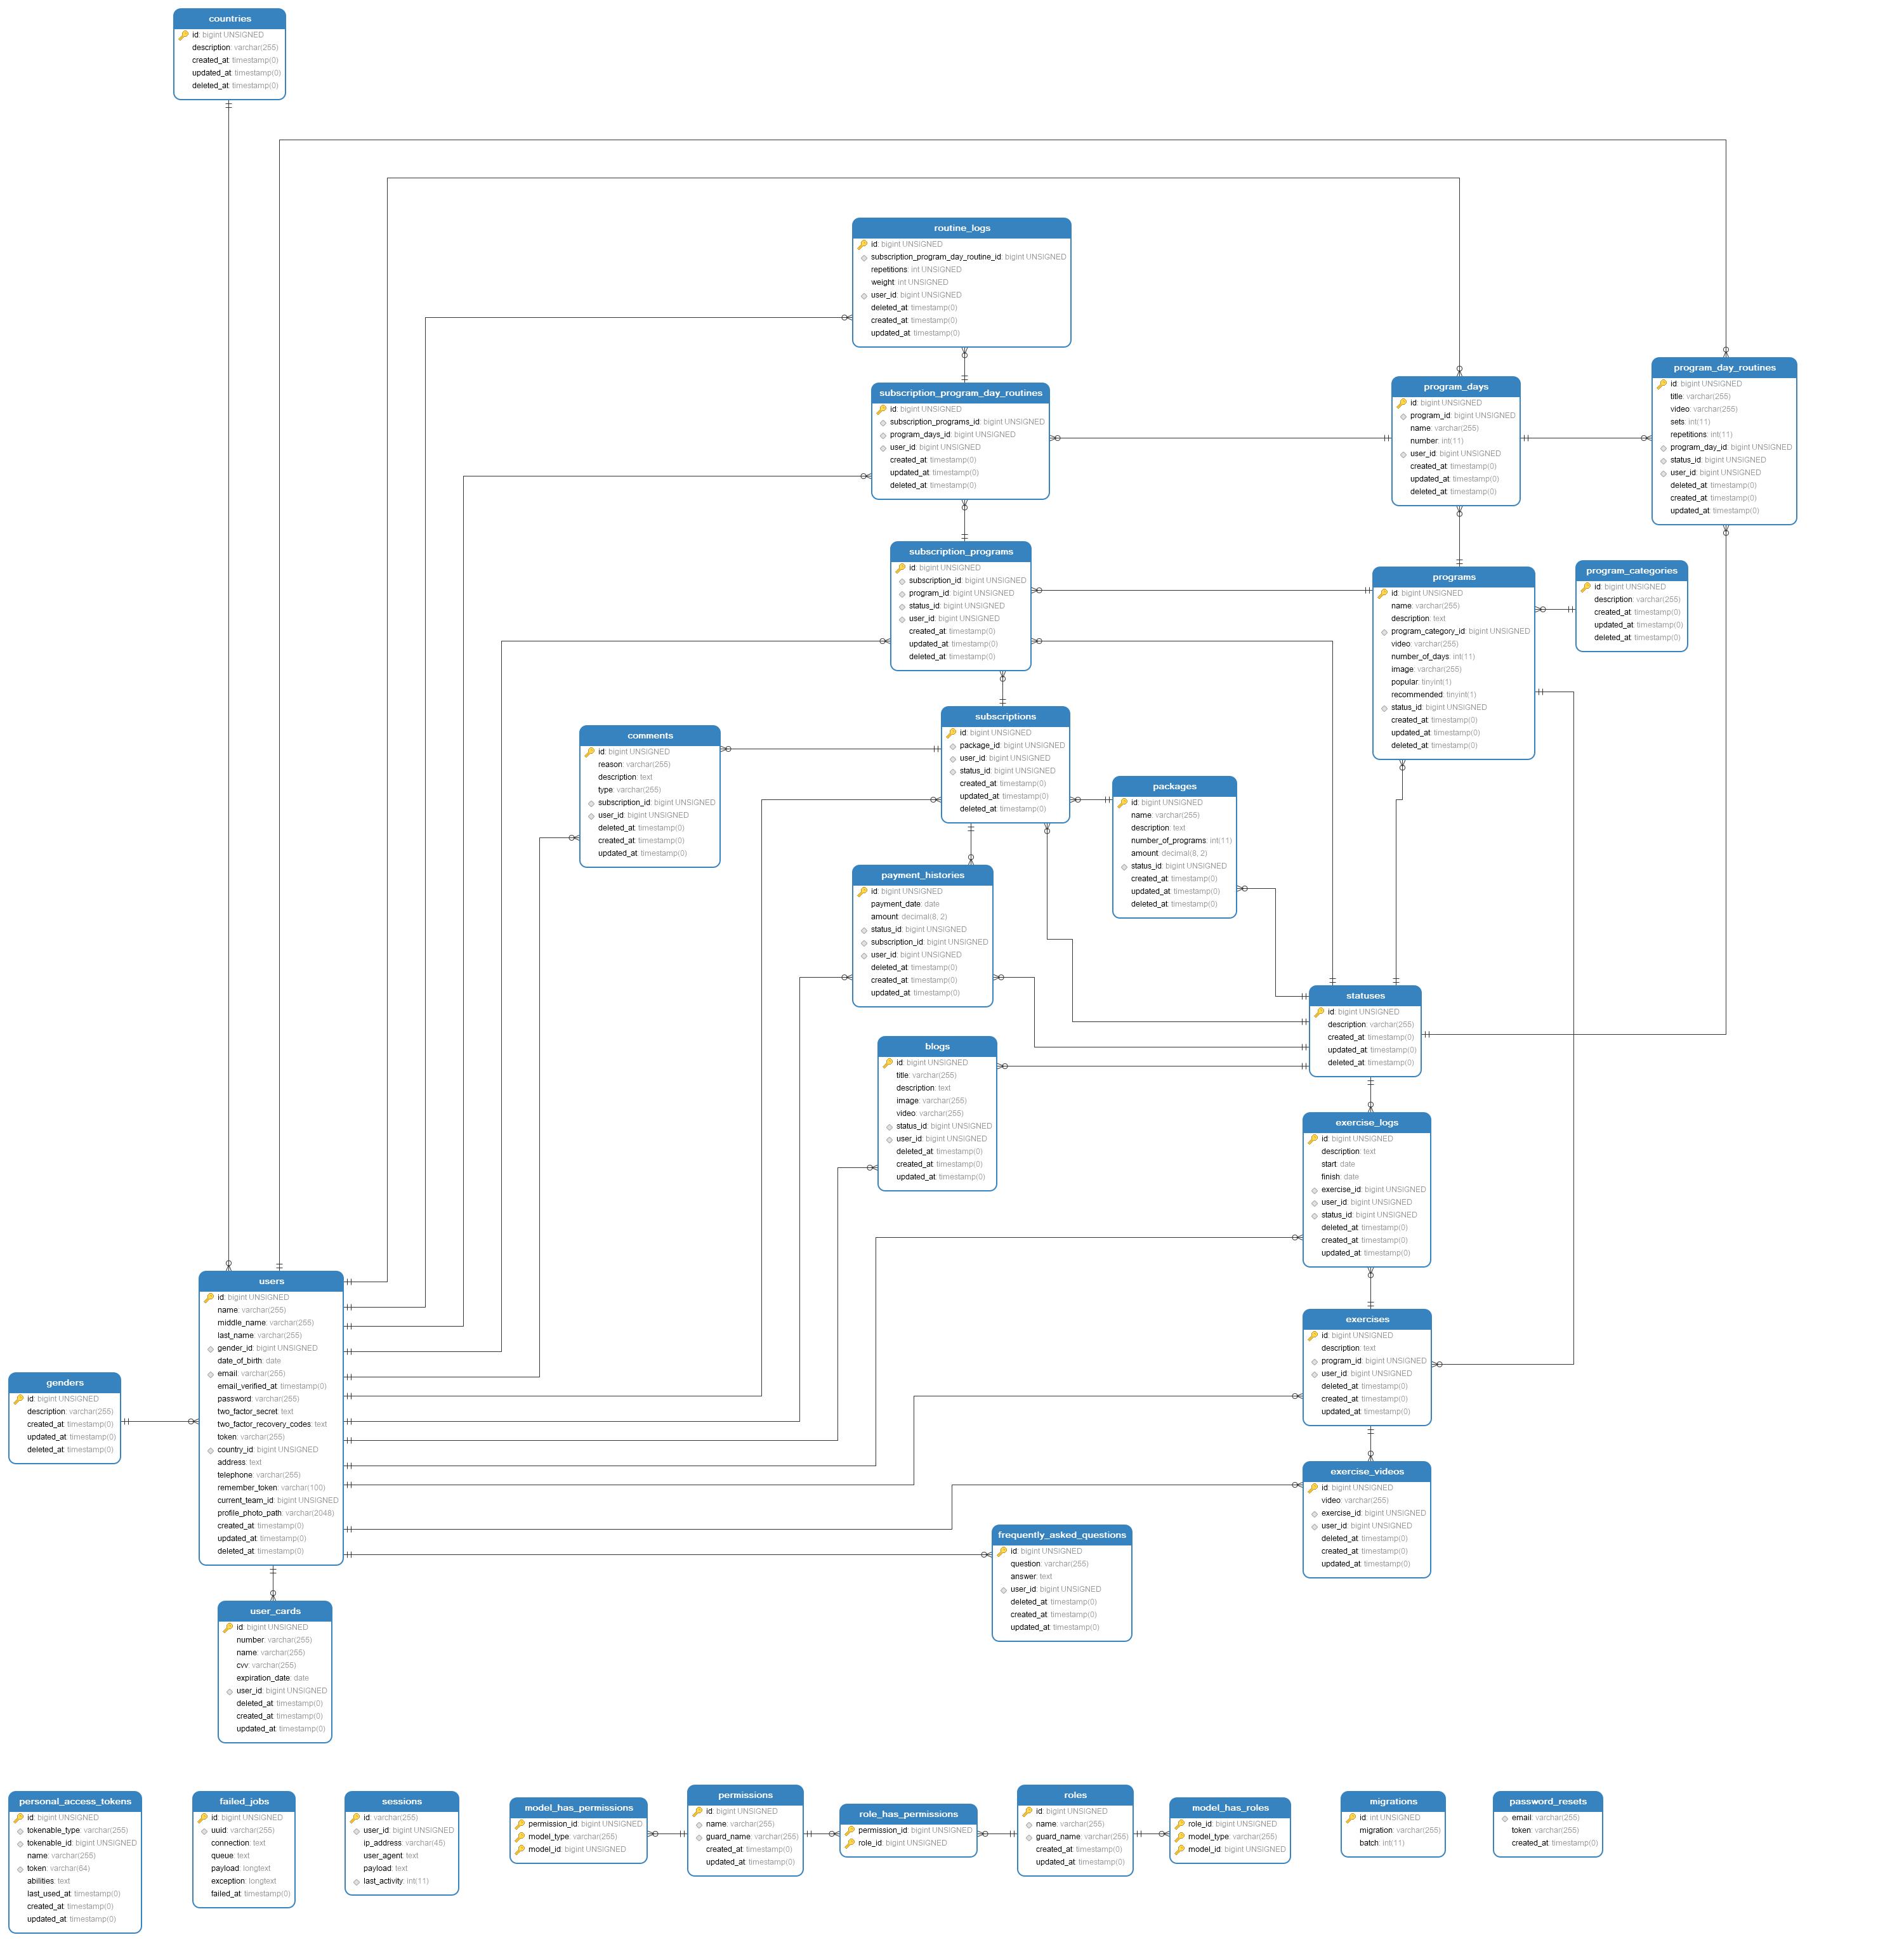 countries
id: bigint UNSIGNED
description: varchar(255)
created_at: timestamp(0)
updated_at: timestamp(0)
deleted_at: timestamp(0)
routine_logs
id: bigint UNSIGNED
subscription_program_day_routine_id: bigint UNSIGNED
repetitions: int UNSIGNED
weight: int UNSIGNED
user_id: bigint UNSIGNED
deleted_at: timestamp(0)
created_at: timestamp(0)
updated_at: timestamp(0)
subscription_program_day_routines
id: bigint UNSIGNED
subscription_programs_id: bigint UNSIGNED
program_days_id: bigint UNSIGNED
user_id: bigint UNSIGNED
created_at: timestamp(0)
updated_at: timestamp(0)
deleted_at: timestamp(0)
program_days
id: bigint UNSIGNED
program_id: bigint UNSIGNED
name: varchar(255)
number: int(11)
user_id: bigint UNSIGNED
created_at: timestamp(0)
updated_at: timestamp(0)
deleted_at: timestamp(0)
program_day_routines
id: bigint UNSIGNED
title: varchar(255)
video: varchar(255)
sets: int(11)
repetitions: int(11)
program_day_id: bigint UNSIGNED
status_id: bigint UNSIGNED
user_id: bigint UNSIGNED
deleted_at: timestamp(0)
created_at: timestamp(0)
updated_at: timestamp(0)
subscription_programs
id: bigint UNSIGNED
subscription_id: bigint UNSIGNED
program_id: bigint UNSIGNED
status_id: bigint UNSIGNED
user_id: bigint UNSIGNED
created_at: timestamp(0)
updated_at: timestamp(0)
deleted_at: timestamp(0)
programs
id: bigint UNSIGNED
name: varchar(255)
description: text
program_category_id: bigint UNSIGNED
video: varchar(255)
number_of_days: int(11)
image: varchar(255)
popular: tinyint(1)
recommended: tinyint(1)
status_id: bigint UNSIGNED
created_at: timestamp(0)
updated_at: timestamp(0)
deleted_at: timestamp(0)
program_categories
id: bigint UNSIGNED
description: varchar(255)
created_at: timestamp(0)
updated_at: timestamp(0)
deleted_at: timestamp(0)
comments
id: bigint UNSIGNED
reason: varchar(255)
description: text
type: varchar(255)
subscription_id: bigint UNSIGNED
user_id: bigint UNSIGNED
deleted_at: timestamp(0)
created_at: timestamp(0)
updated_at: timestamp(0)
subscriptions
id: bigint UNSIGNED
package_id: bigint UNSIGNED
user_id: bigint UNSIGNED
status_id: bigint UNSIGNED
created_at: timestamp(0)
updated_at: timestamp(0)
deleted_at: timestamp(0)
packages
id: bigint UNSIGNED
name: varchar(255)
description: text
number_of_programs: int(11)
amount: decimal(8, 2)
status_id: bigint UNSIGNED
created_at: timestamp(0)
updated_at: timestamp(0)
deleted_at: timestamp(0)
payment_histories
id: bigint UNSIGNED
payment_date: date
amount: decimal(8, 2)
status_id: bigint UNSIGNED
subscription_id: bigint UNSIGNED
user_id: bigint UNSIGNED
deleted_at: timestamp(0)
created_at: timestamp(0)
updated_at: timestamp(0)
statuses
id: bigint UNSIGNED
description: varchar(255)
created_at: timestamp(0)
updated_at: timestamp(0)
deleted_at: timestamp(0)
blogs
id: bigint UNSIGNED
title: varchar(255)
description: text
image: varchar(255)
video: varchar(255)
status_id: bigint UNSIGNED
user_id: bigint UNSIGNED
deleted_at: timestamp(0)
created_at: timestamp(0)
updated_at: timestamp(0)
exercise_logs
id: bigint UNSIGNED
description: text
start: date
finish: date
exercise_id: bigint UNSIGNED
user_id: bigint UNSIGNED
status_id: bigint UNSIGNED
deleted_at: timestamp(0)
created_at: timestamp(0)
updated_at: timestamp(0)
users
id: bigint UNSIGNED
name: varchar(255)
middle_name: varchar(255)
last_name: varchar(255)
gender_id: bigint UNSIGNED
date_of_birth: date
email: varchar(255)
email_verified_at: timestamp(0)
password: varchar(255)
two_factor_secret: text
two_factor_recovery_codes: text
token: varchar(255)
country_id: bigint UNSIGNED
address: text
telephone: varchar(255)
remember_token: varchar(100)
current_team_id: bigint UNSIGNED
profile_photo_path: varchar(2048)
created_at: timestamp(0)
updated_at: timestamp(0)
deleted_at: timestamp(0)
exercises
id: bigint UNSIGNED
description: text
program_id: bigint UNSIGNED
user_id: bigint UNSIGNED
deleted_at: timestamp(0)
created_at: timestamp(0)
updated_at: timestamp(0)
genders
id: bigint UNSIGNED
description: varchar(255)
created_at: timestamp(0)
updated_at: timestamp(0)
deleted_at: timestamp(0)
exercise_videos
id: bigint UNSIGNED
video: varchar(255)
exercise_id: bigint UNSIGNED
user_id: bigint UNSIGNED
deleted_at: timestamp(0)
created_at: timestamp(0)
updated_at: timestamp(0)
frequently_asked_questions
id: bigint UNSIGNED
question: varchar(255)
answer: text
user_id: bigint UNSIGNED
deleted_at: timestamp(0)
created_at: timestamp(0)
updated_at: timestamp(0)
user_cards
id: bigint UNSIGNED
number: varchar(255)
name: varchar(255)
cvv: varchar(255)
expiration_date: date
user_id: bigint UNSIGNED
deleted_at: timestamp(0)
created_at: timestamp(0)
updated_at: timestamp(0)
personal_access_tokens
id: bigint UNSIGNED
tokenable_type: varchar(255)
tokenable_id: bigint UNSIGNED
name: varchar(255)
token: varchar(64)
abilities: text
last_used_at: timestamp(0)
created_at: timestamp(0)
updated_at: timestamp(0)
failed_jobs
id: bigint UNSIGNED
uuid: varchar(255)
connection: text
queue: text
payload: longtext
exception: longtext
failed_at: timestamp(0)
sessions
id: varchar(255)
user_id: bigint UNSIGNED
ip_address: varchar(45)
user_agent: text
payload: text
last_activity: int(11)
model_has_permissions
permission_id: bigint UNSIGNED
model_type: varchar(255)
model_id: bigint UNSIGNED
permissions
id: bigint UNSIGNED
name: varchar(255)
guard_name: varchar(255)
created_at: timestamp(0)
updated_at: timestamp(0)
role_has_permissions
permission_id: bigint UNSIGNED
role_id: bigint UNSIGNED
roles
id: bigint UNSIGNED
name: varchar(255)
guard_name: varchar(255)
created_at: timestamp(0)
updated_at: timestamp(0)
model_has_roles
role_id: bigint UNSIGNED
model_type: varchar(255)
model_id: bigint UNSIGNED
migrations
id: int UNSIGNED
migration: varchar(255)
batch: int(11)
password_resets
email: varchar(255)
token: varchar(255)
created_at: timestamp(0)